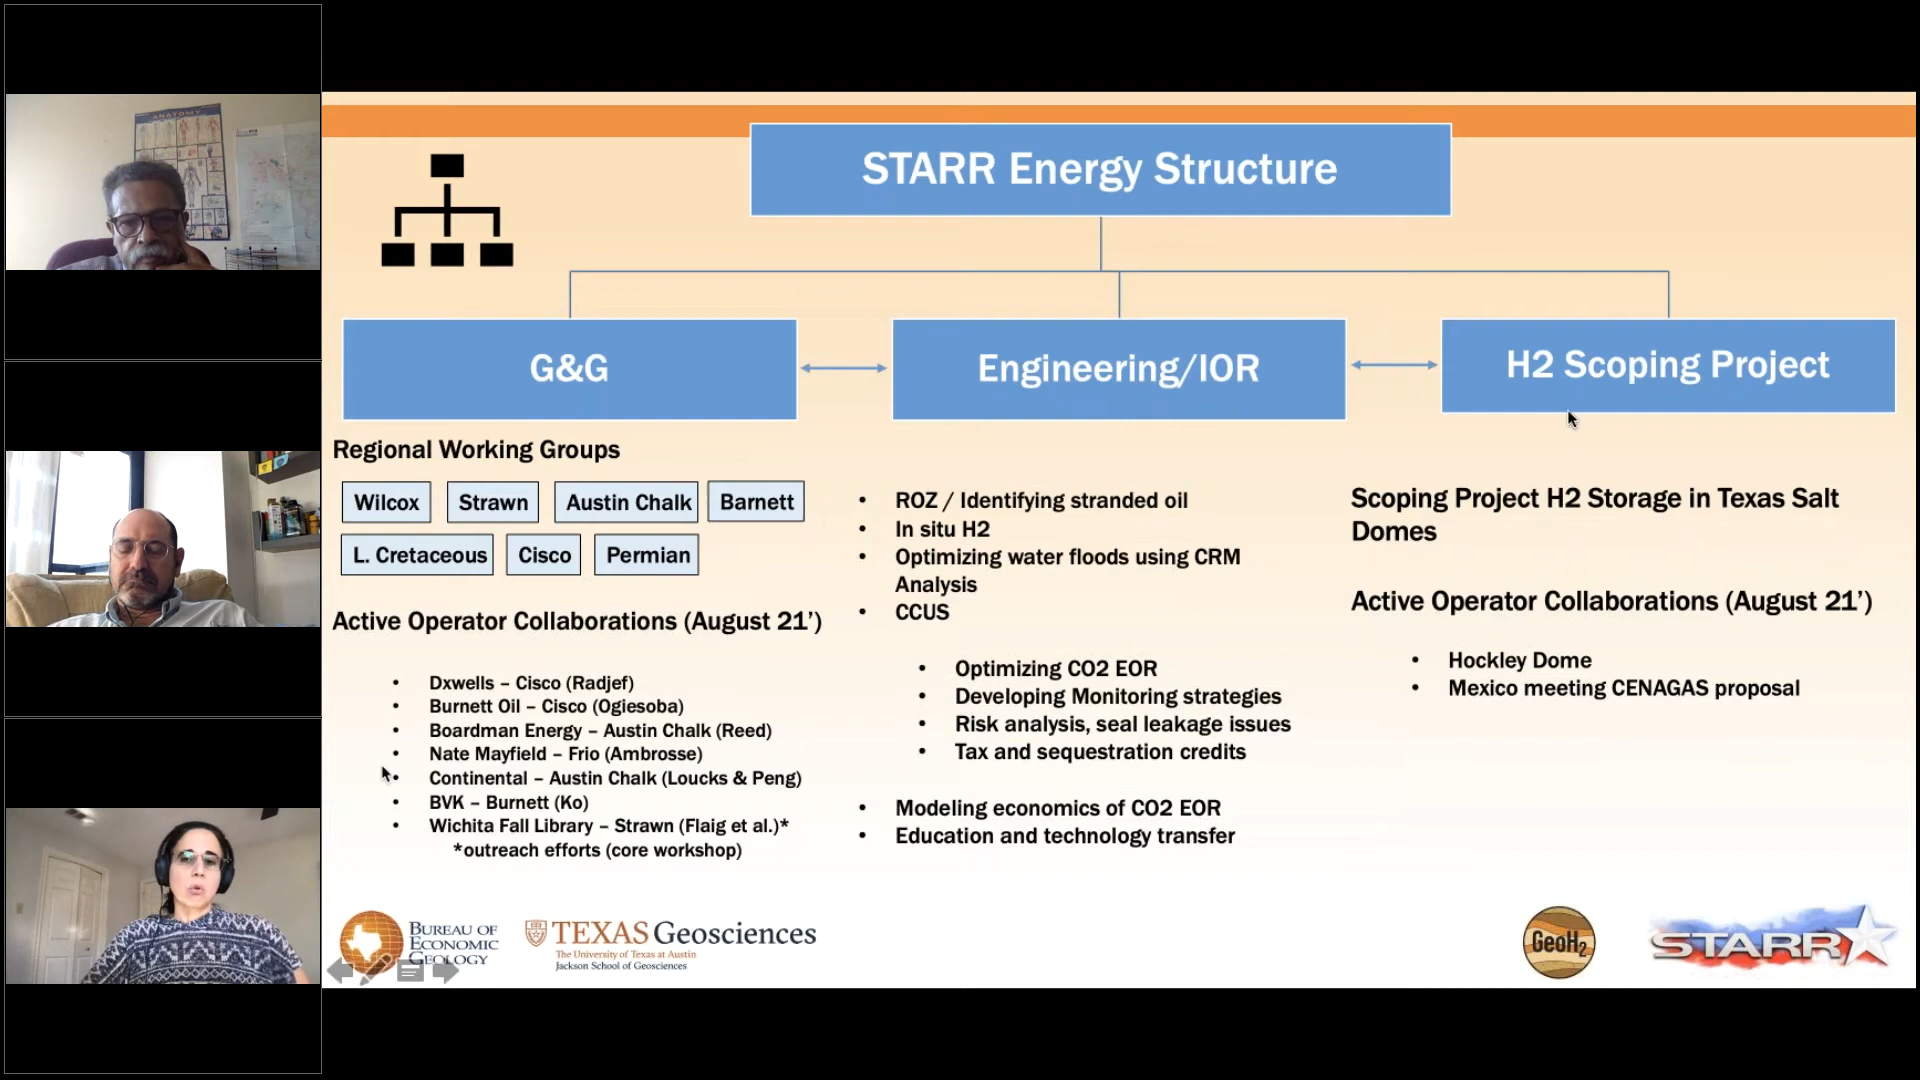 ANATOMY
STARR Energy Structure
G&G
Engineering/IOR
H2 Scoping Project
Regional Working Groups
Wilcox
Strawn
Austin Chalk
Barnett
L. Cretaceous
Cisco
Permian
Active Operator Collaborations (August 21’)
• Dxwells – Cisco (Radjef)
• Burnett Oil – Cisco (Ogiesoba)
• Boardman Energy – Austin Chalk (Reed)
• Nate Mayfield – Frio (Ambrosse)
• Continental – Austin Chalk (Loucks & Peng)
• BVK – Burnett (Ko)
• Wichita Fall Library – Strawn (Flaig et al.)*
*outreach efforts (core workshop)
• ROZ / Identifying stranded oil
• In situ H2
• Optimizing water floods using CRM
Analysis
• CCUS
• Optimizing CO2 EOR
• Developing Monitoring strategies
• Risk analysis, seal leakage issues
• Tax and sequestration credits
• Modeling economics of CO2 EOR
• Education and technology transfer
Scoping Project H2 Storage in Texas Salt
Domes
Active Operator Collaborations (August 21’)
• Hockley Dome
• Mexico meeting CENAGAS proposal
BUREAU OF
ECONOMIC
GEOLOGY
TEXAS Geosciences
The University of Texas at Austin
Jackson School of Geosciences
GeoH2
STARR